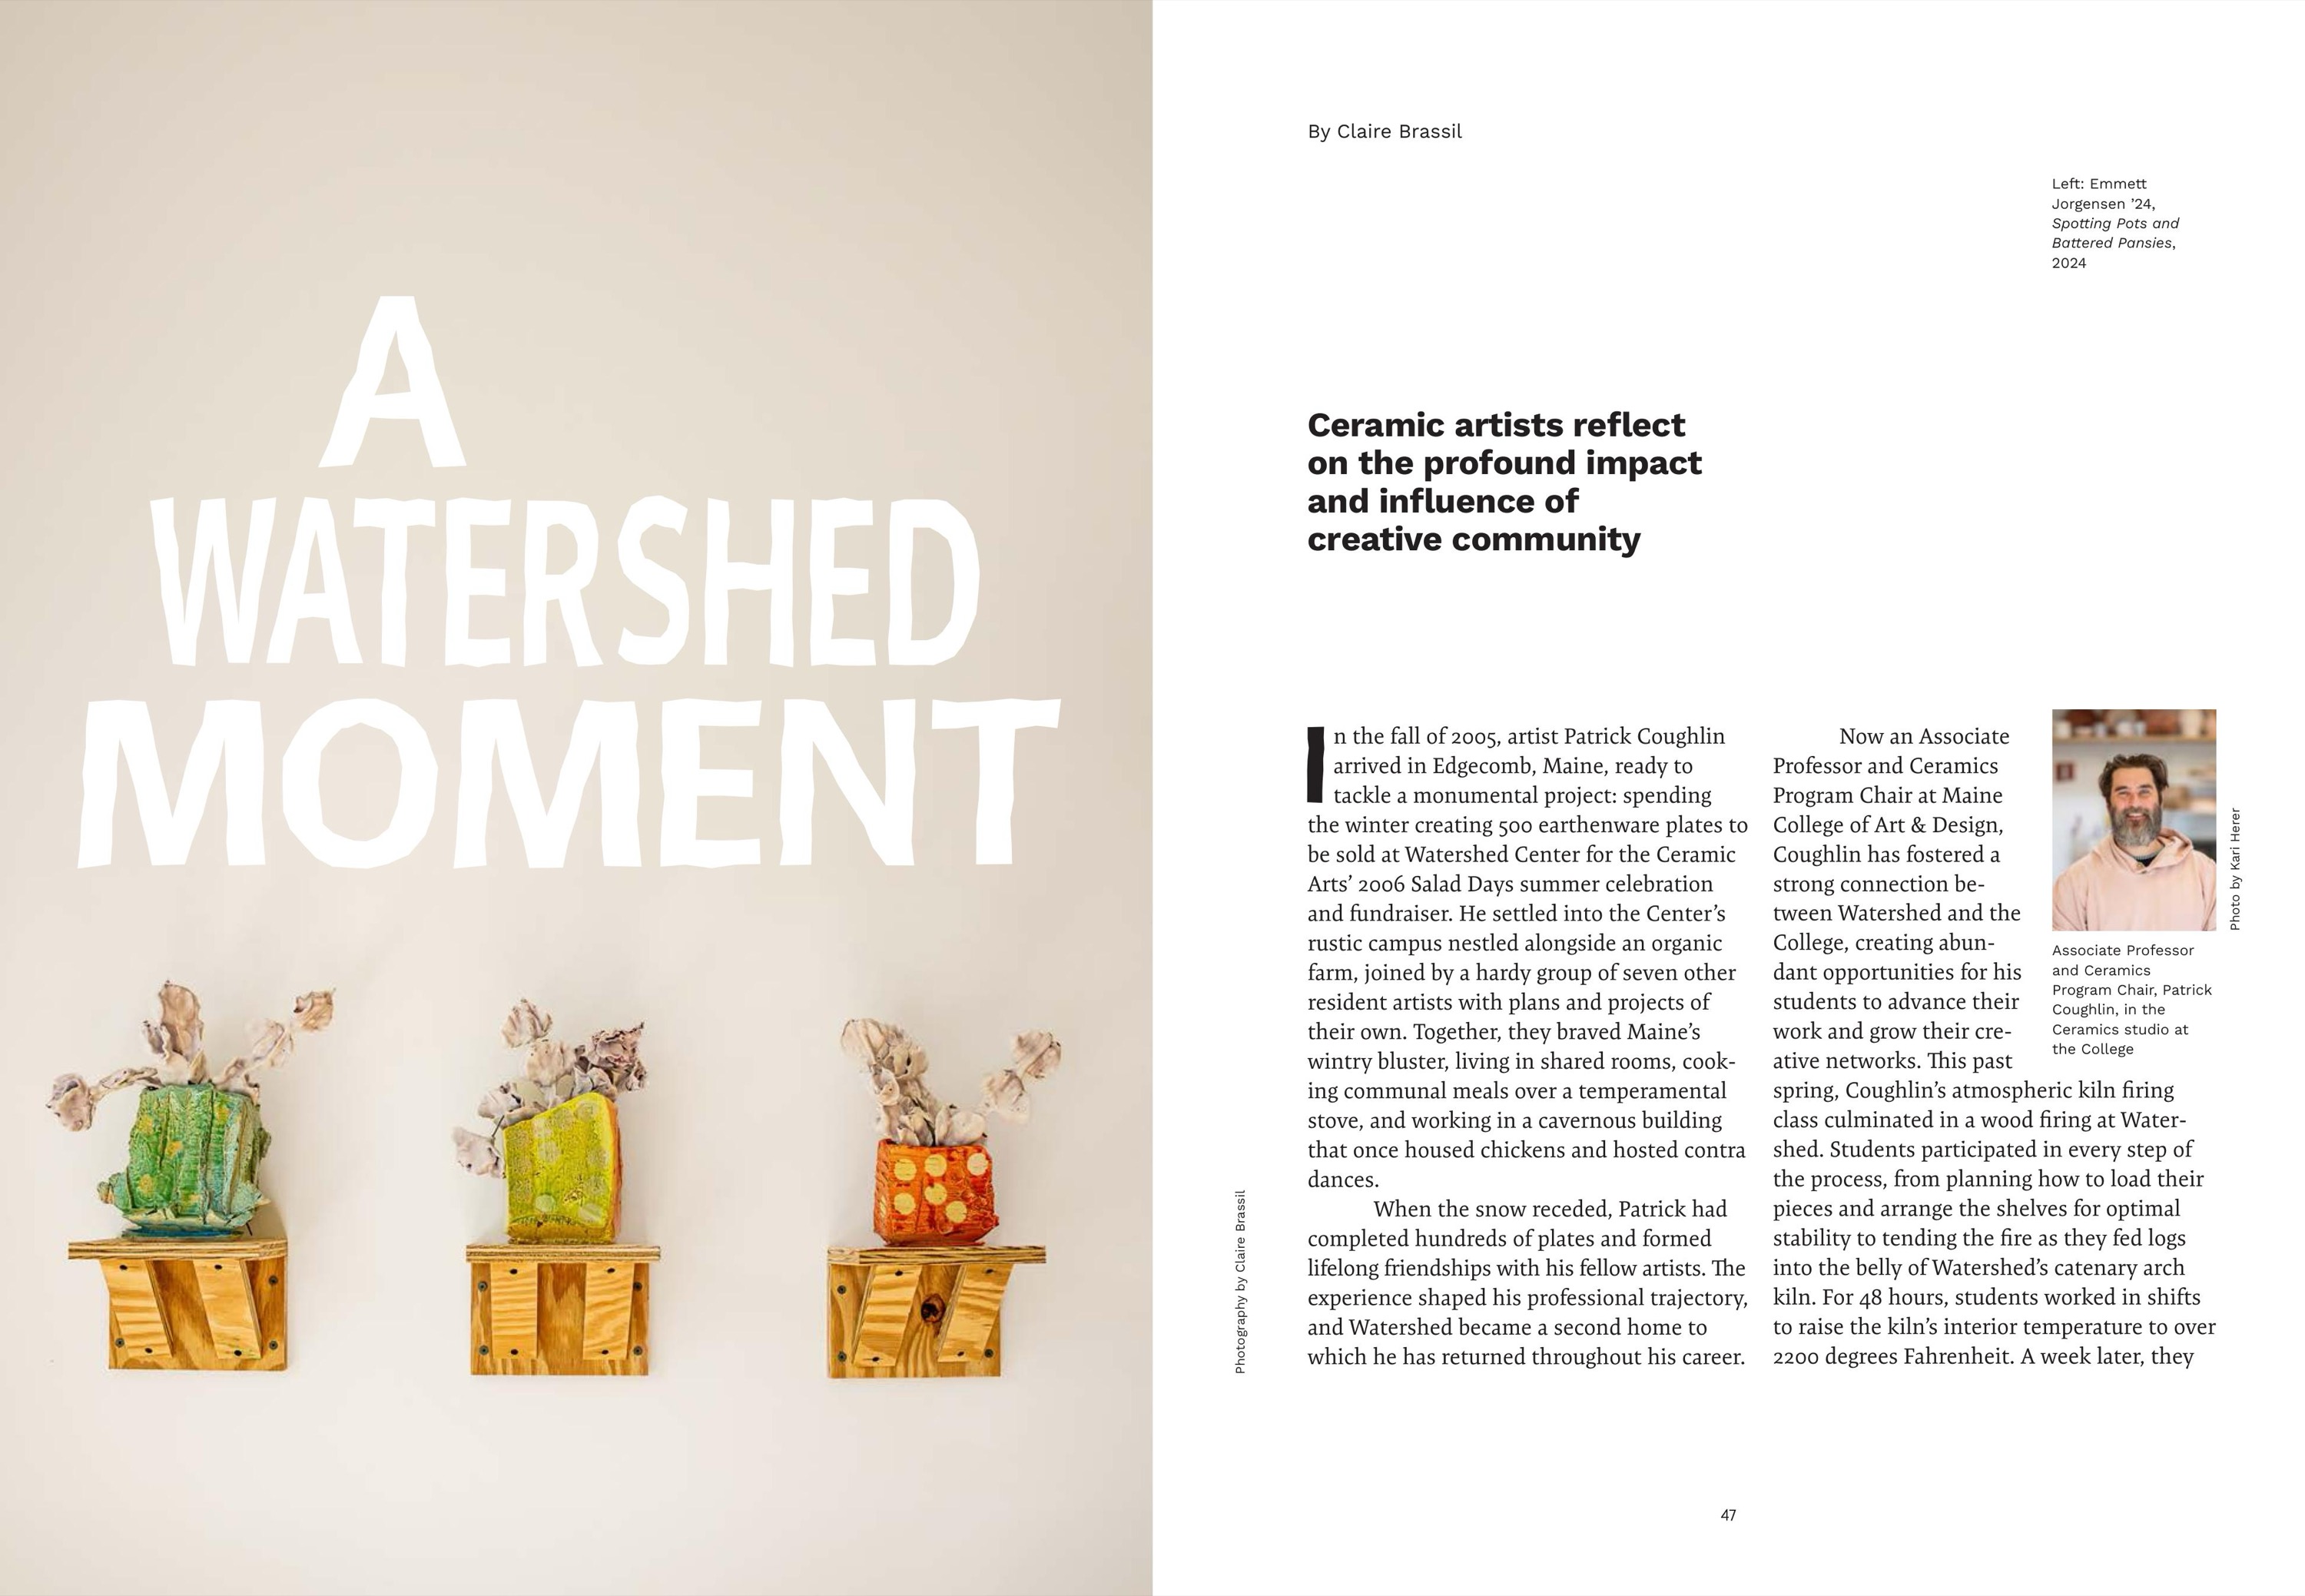 A
WATERSHED
MOMENT
By Claire Brassil
Left: Emmett
Jorgensen ’24,
Spotting Pots and
Battered Pansies,
2024
Ceramic artists reflect
on the profound impact
and influence of
creative community
In the fall of 2005, artist Patrick Coughlin
arrived in Edgecomb, Maine, ready to
tackle a monumental project: spending
the winter creating 500 earthenware plates to
be sold at Watershed Center for the Ceramic
Arts’ 2006 Salad Days summer celebration
and fundraiser. He settled into the Center’s
rustic campus nestled alongside an organic
farm, joined by a hardy group of seven other
resident artists with plans and projects of
their own. Together, they braved Maine’s
wintry bluster, living in shared rooms, cook-
ing communal meals over a temperamental
stove, and working in a cavernous building
that once housed chickens and hosted contra
dances.
When the snow receded, Patrick had
completed hundreds of plates and formed
lifelong friendships with his fellow artists. The
experience shaped his professional trajectory,
and Watershed became a second home to
which he has returned throughout his career.
Now an Associate
Professor and Ceramics
Program Chair at Maine
College of Art & Design,
Coughlin has fostered a
strong connection be-
tween Watershed and the
College, creating abun-
dant opportunities for his
students to advance their
work and grow their cre-
ative networks. This past
spring, Coughlin’s atmospheric kiln firing
class culminated in a wood firing at Water-
shed. Students participated in every step of
the process, from planning how to load their
pieces and arrange the shelves for optimal
stability to tending the fire as they fed logs
into the belly of Watershed’s catenary arch
kiln. For 48 hours, students worked in shifts
to raise the kiln’s interior temperature to over
2200 degrees Fahrenheit. A week later, they
Photo by Kari Herer
Associate Professor
and Ceramics
Program Chair, Patrick
Coughlin, in the
Ceramics studio at
the College
Photography by Claire Brassil
47